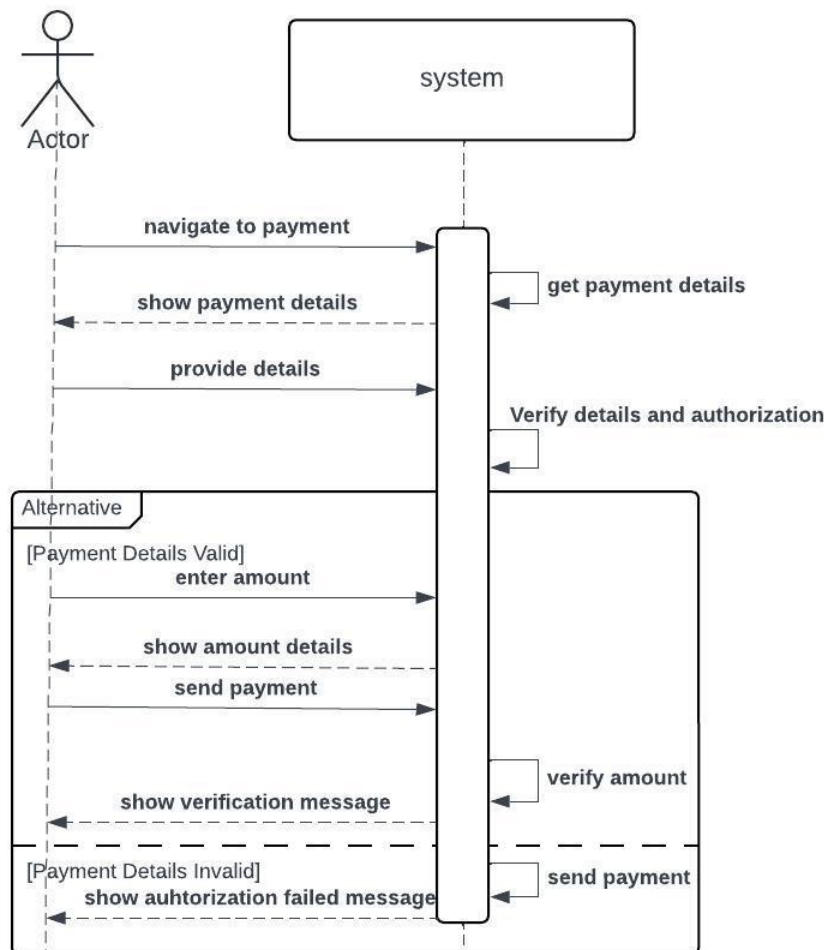 system
Actor
navigate to payment
get payment details
show payment details
provide details
Verify details and authorization
Alternative
[Payment Details Valid]
enter amount
show amount details
send payment
verify amount
show verification message
[Payment Details Invalid]
send payment
show auhtorization failed message